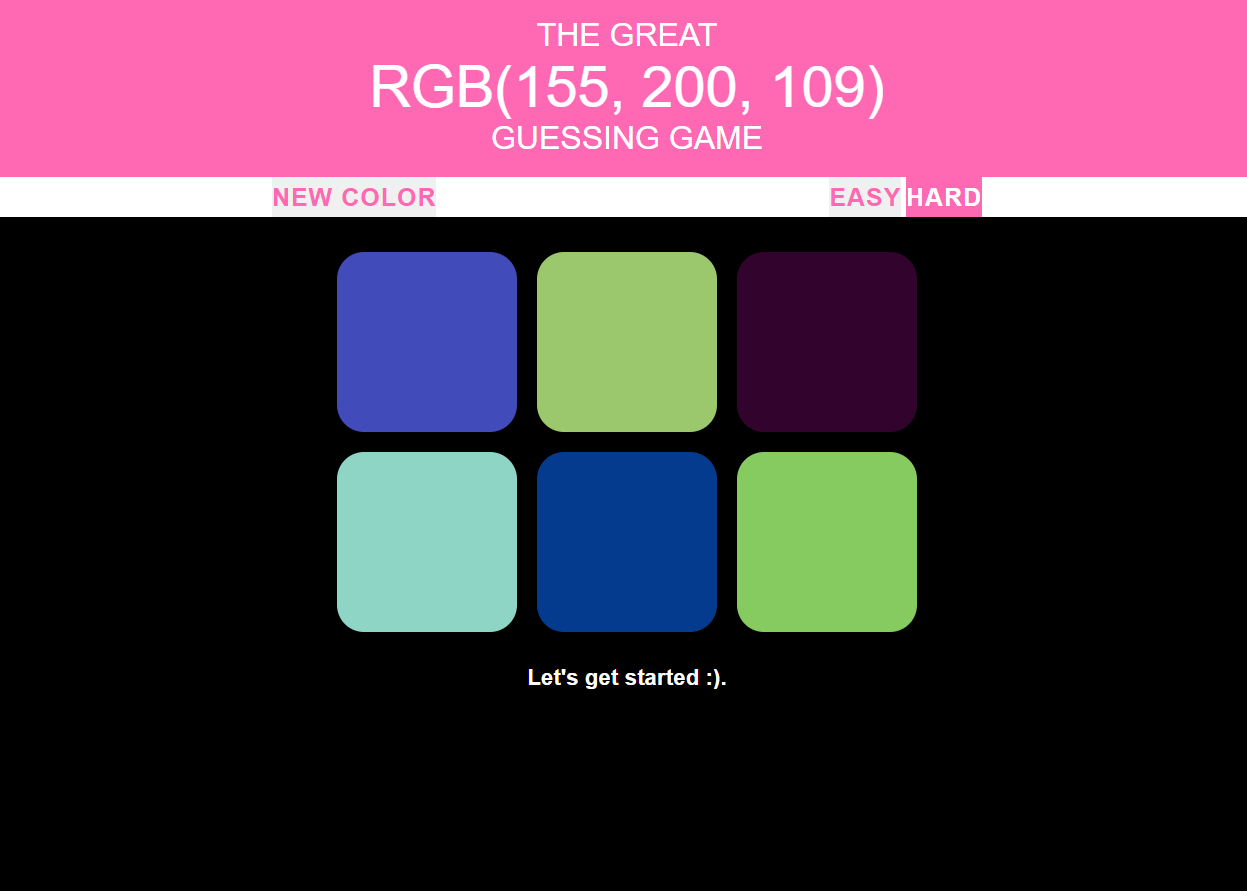 THE GREAT
RGB(155, 200, 109)
GUESSING GAME
NEW COLOR EASY HARD
Let's get started :).